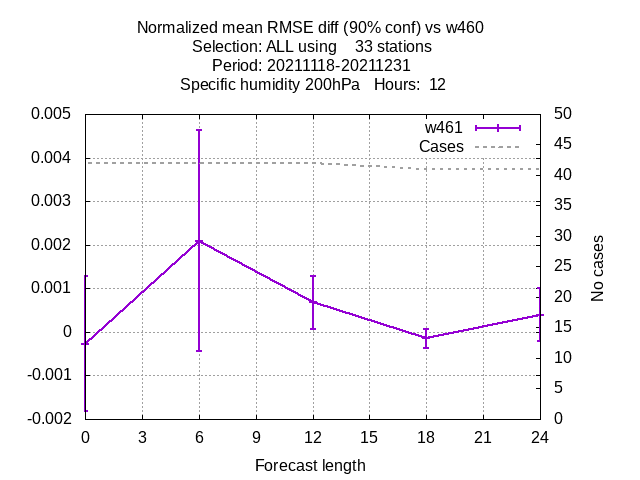 Normalized mean RMSE diff (90% conf) vs w460
Selection: ALL using    33 stations
Period: 20211118-20211231
Specific humidity 200hPa   Hours:  12
0.005
0.004
0.003
0.002
0.001
0
-0.001
-0.002
w461
Cases
50
45
40
35
30
25
20
15
10
5
0
No cases
0 3 6 9 12 15 18 21 24
Forecast length